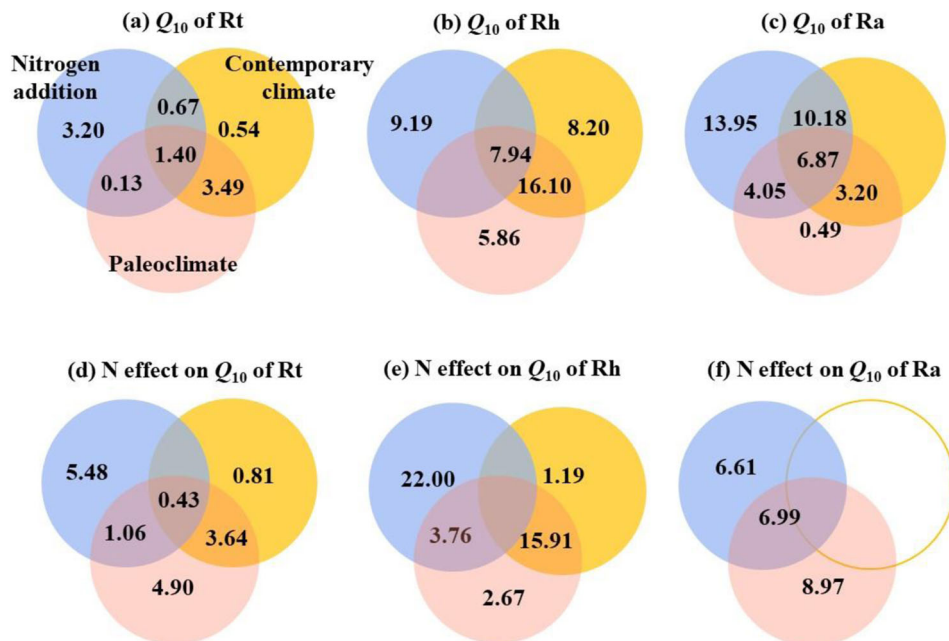 (a) Q10 of Rt
(b) Q10 of Rh
(c) Q10 of Ra
Nitrogen
addition
Contemporary
climate
3.20
0.67
0.54
1.40
0.13
3.49
Paleoclimate
9.19
8.20
7.94
16.10
5.86
13.95
10.18
6.87
4.05
3.20
0.49
(d) N effect on Q10 of Rt
(e) N effect on Q10 of Rh
(f) N effect on Q10 of Ra
5.48
0.81
0.43
1.06
3.64
4.90
22.00
1.19
3.76
15.91
2.67
6.61
6.99
8.97